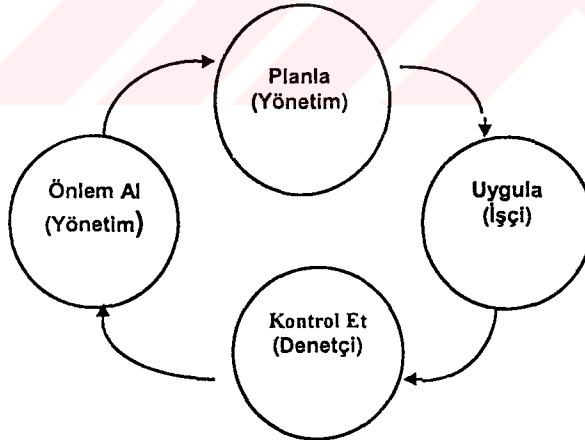 Planla
(Yönetim)
Uygula
(İşçi)
Kontrol Et
(Denetçi)
Önlem Al
(Yönetim)